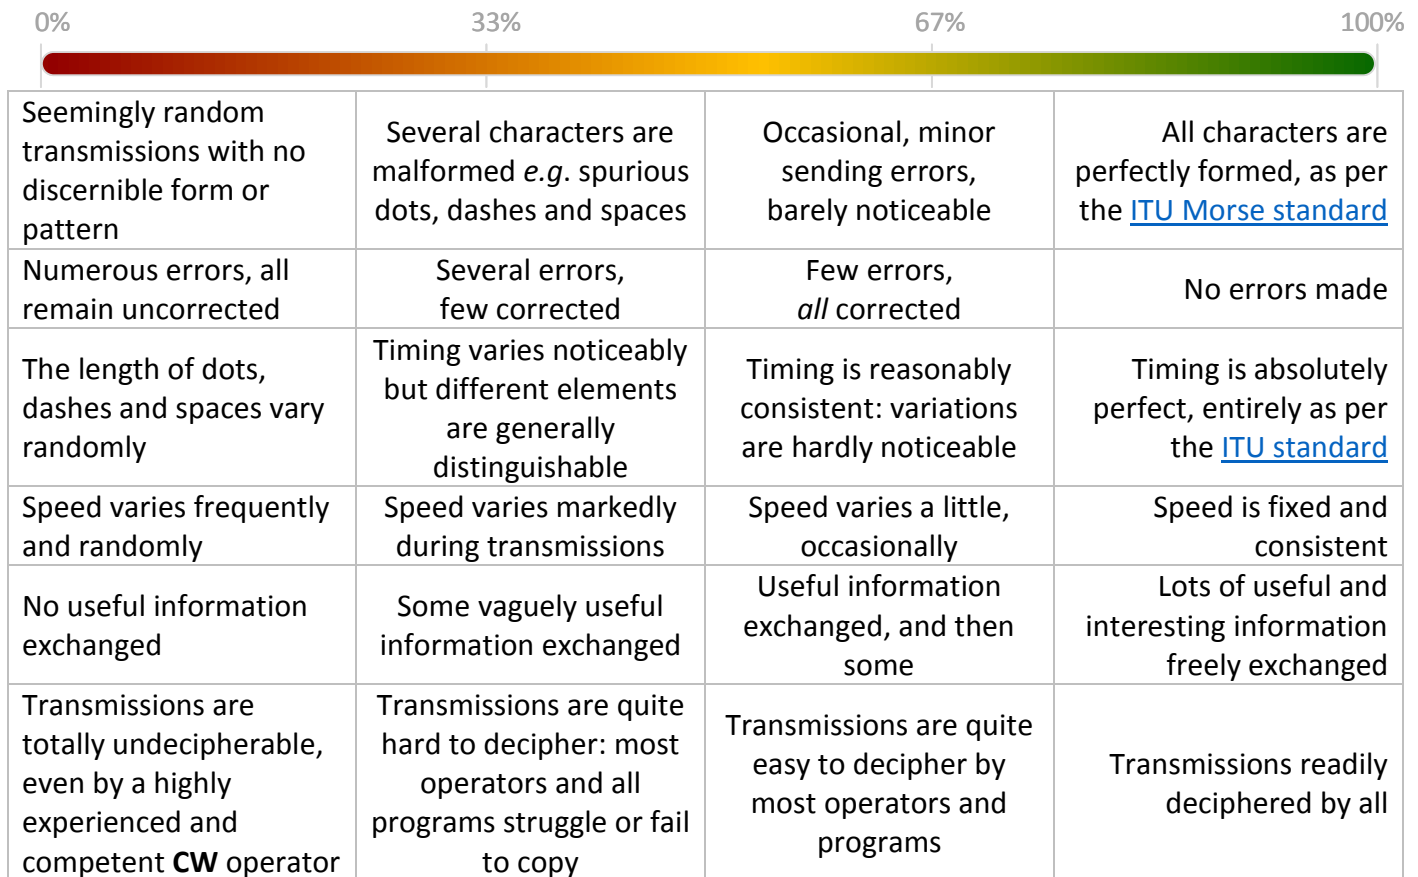 0%
33%
67%
100%
Seemingly random
transmissions with no
discernible form or
pattern
Several characters are
malformed e.g. spurious
dots, dashes and spaces
Occasional, minor
sending errors,
barely noticeable
All characters are
perfectly formed, as per
the ITU Morse standard
Numerous errors, all
remain uncorrected
Several errors,
few corrected
Few errors,
all corrected
No errors made
The length of dots,
dashes and spaces vary
randomly
Timing varies noticeably
but different elements
are generally
distinguishable
Timing is reasonably
consistent: variations
are hardly noticeable
Timing is absolutely
perfect, entirely as per
the ITU standard
Speed varies frequently
and randomly
Speed varies markedly
during transmissions
Speed varies a little,
occasionally
Speed is fixed and
consistent
No useful information
exchanged
Some vaguely useful
information exchanged
Useful information
exchanged, and then
some
Lots of useful and
interesting information
freely exchanged
Transmissions are
totally undecipherable,
even by a highly
experienced and
competent CW operator
Transmissions are quite
hard to decipher: most
operators and all
programs struggle or fail
to copy
Transmissions are quite
easy to decipher by
most operators and
programs
Transmissions readily
deciphered by all